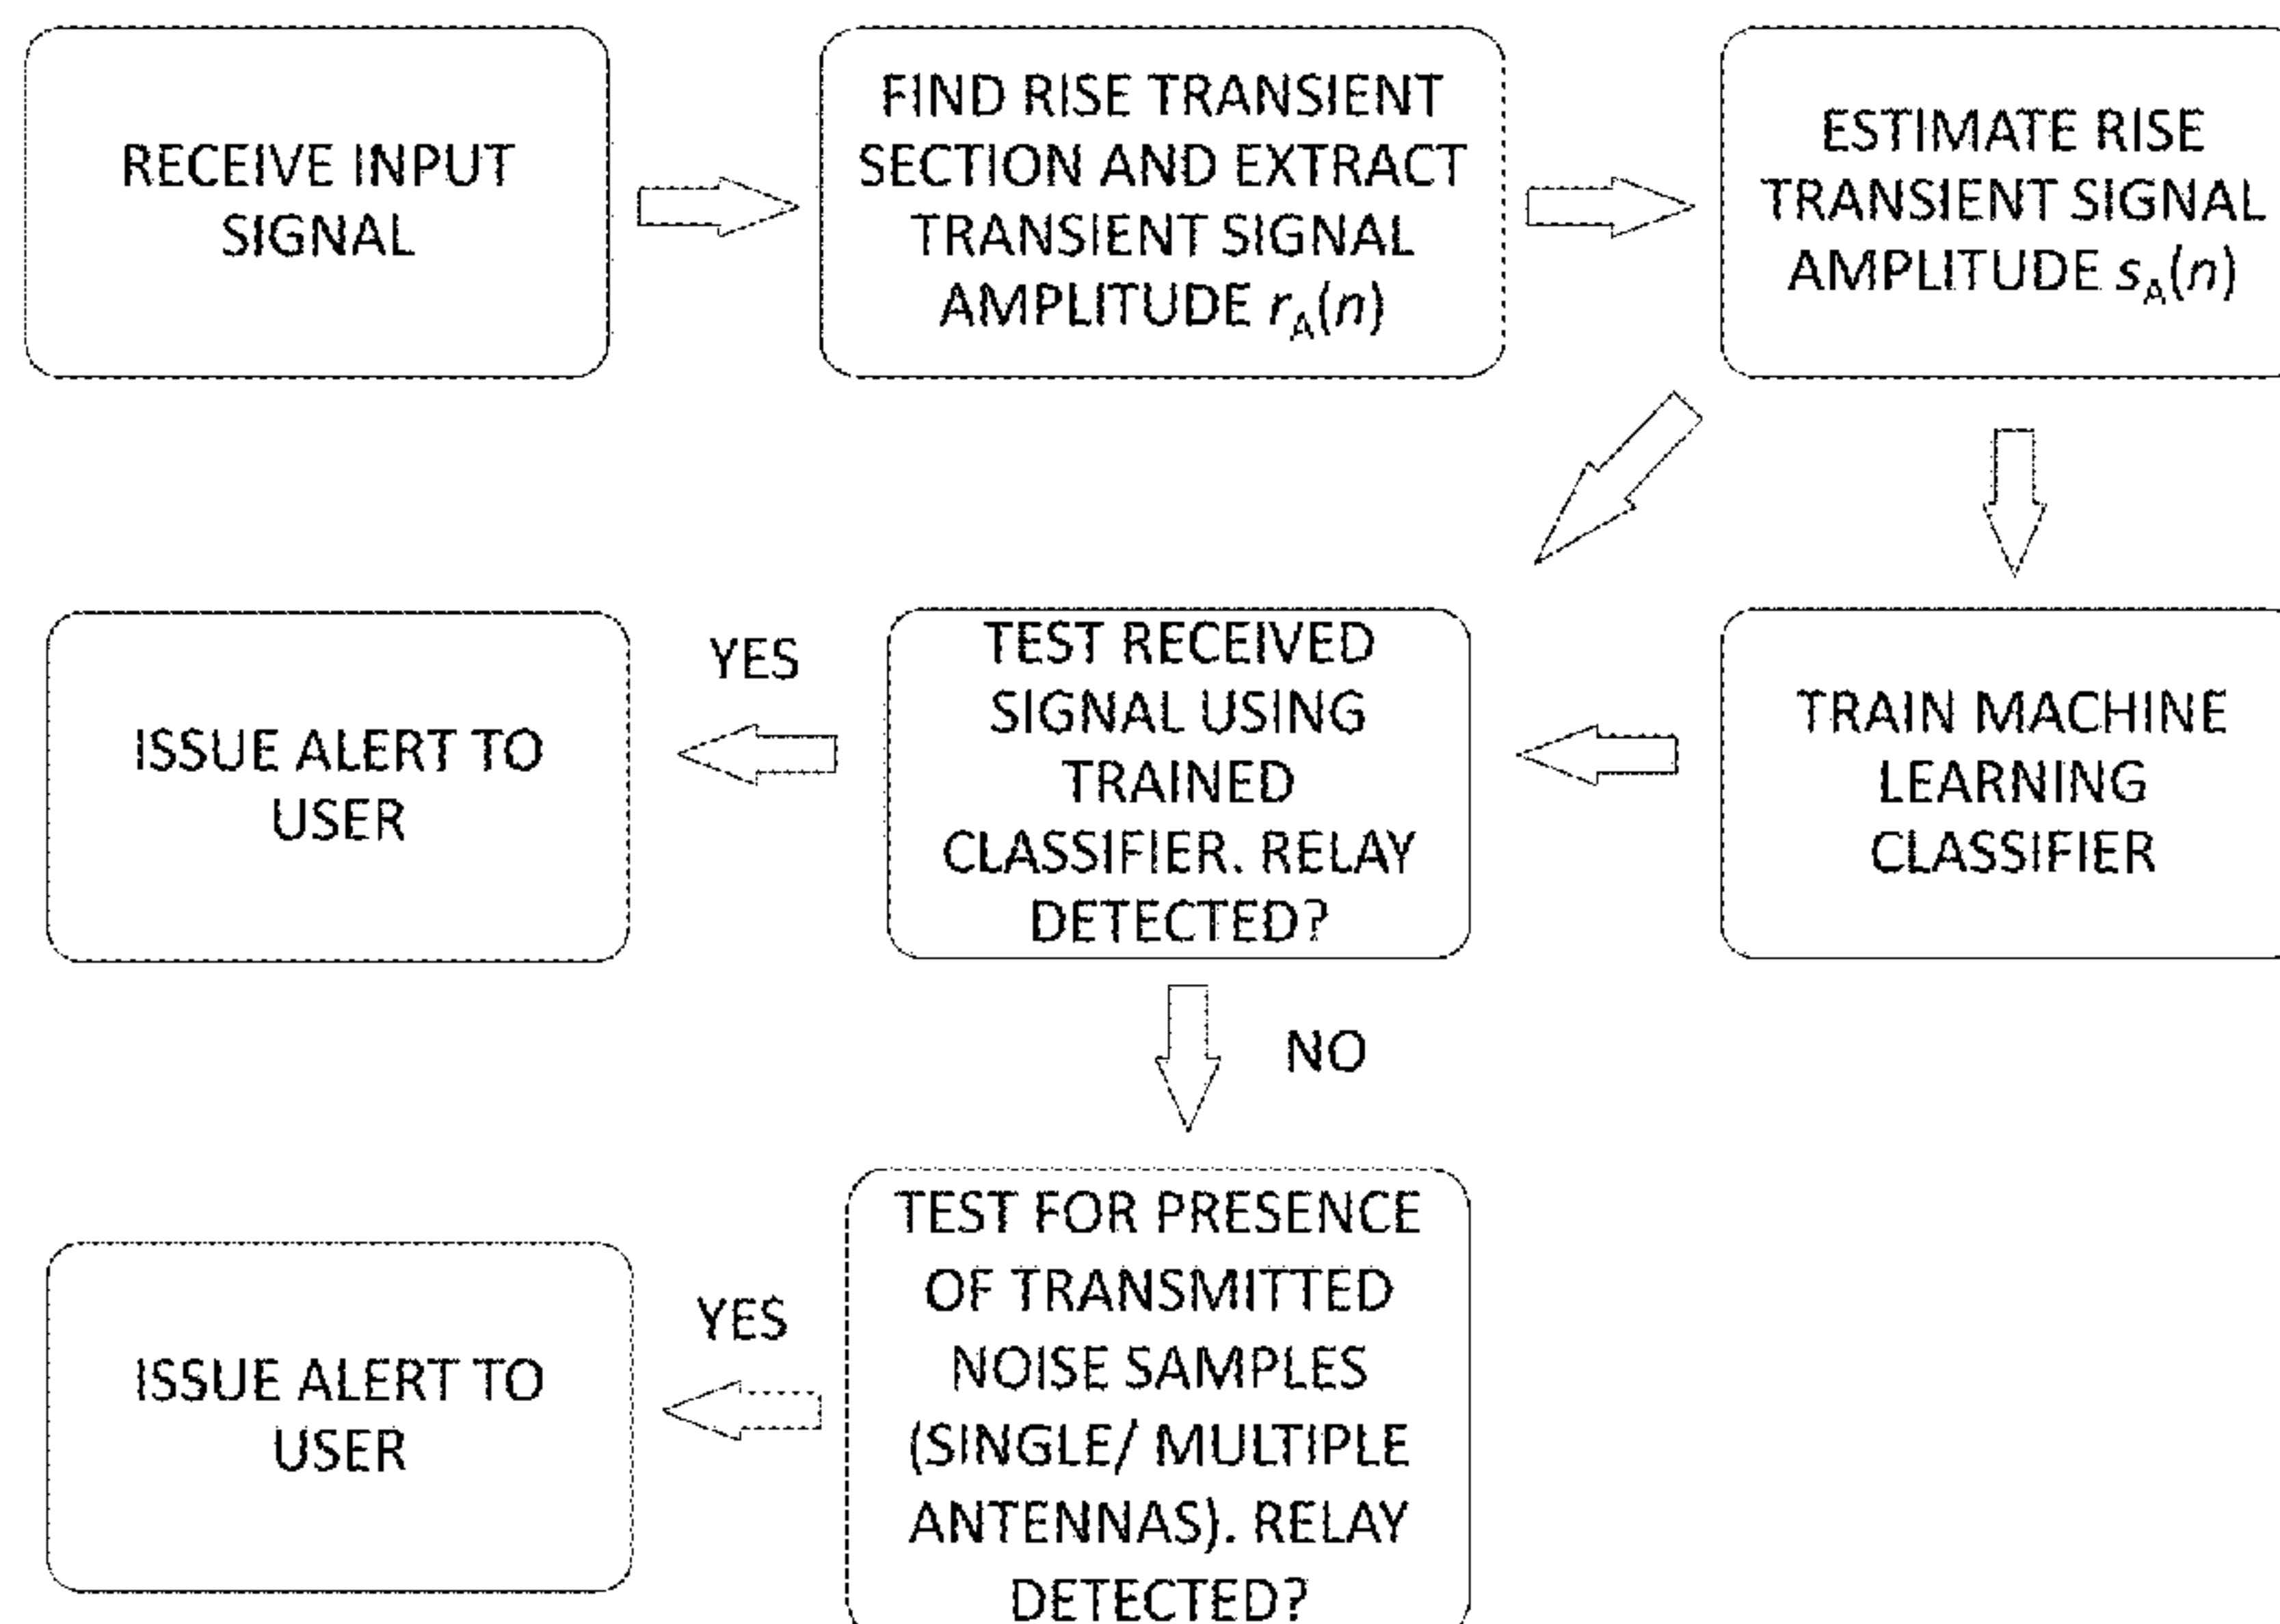 RECEIVE INPUT
SIGNAL
FIND RISE TRANSIENT
SECTION AND EXTRACT
TRANSIENT SIGNAL
AMPLITUDE r_A(n)
ESTIMATE RISE
TRANSIENT SIGNAL
AMPLITUDE s_A(n)
ISSUE ALERT TO
USER
YES
TEST RECEIVED
SIGNAL USING
TRAINED
CLASSIFIER. RELAY
DETECTED?
TRAIN MACHINE
LEARNING
CLASSIFIER
NO
ISSUE ALERT TO
USER
YES
TEST FOR PRESENCE
OF TRANSMITTED
NOISE SAMPLES
(SINGLE/ MULTIPLE
ANTENNAS). RELAY
DETECTED?